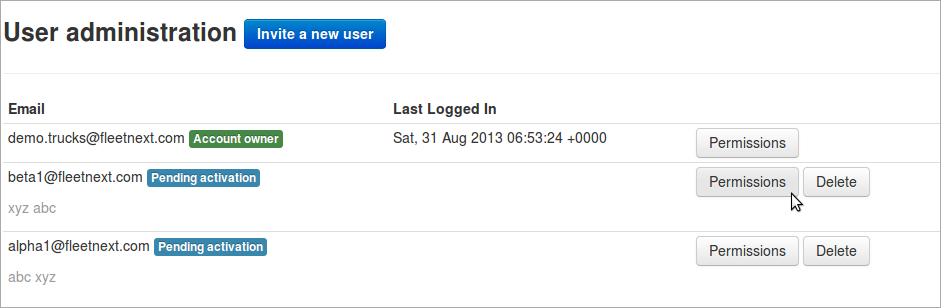 User administration Invite a new user
Email Last Logged In
demo.trucks@fleetnext.com Account owner Sat, 31 Aug 2013 06:53:24 +0000 Permissions
beta1@fleetnext.com Pending activation Permissions Delete
xyz abc
alpha1@fleetnext.com Pending activation Permissions Delete
abc xyz